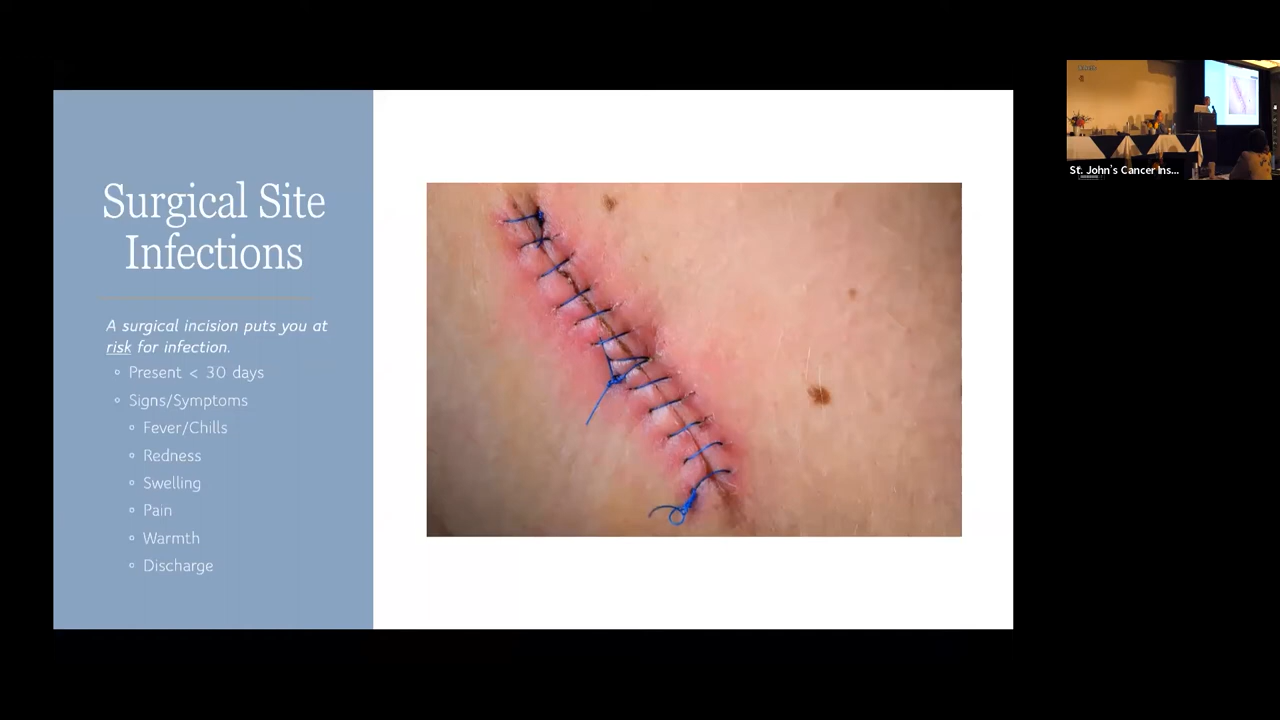 Surgical Site
Infections
A surgical incision puts you at
risk for infection.
Present < 30 days
Signs/Symptoms
Fever/Chills
Redness
Swelling
Pain
Warmth
Discharge
St. John's Cancer Ins...